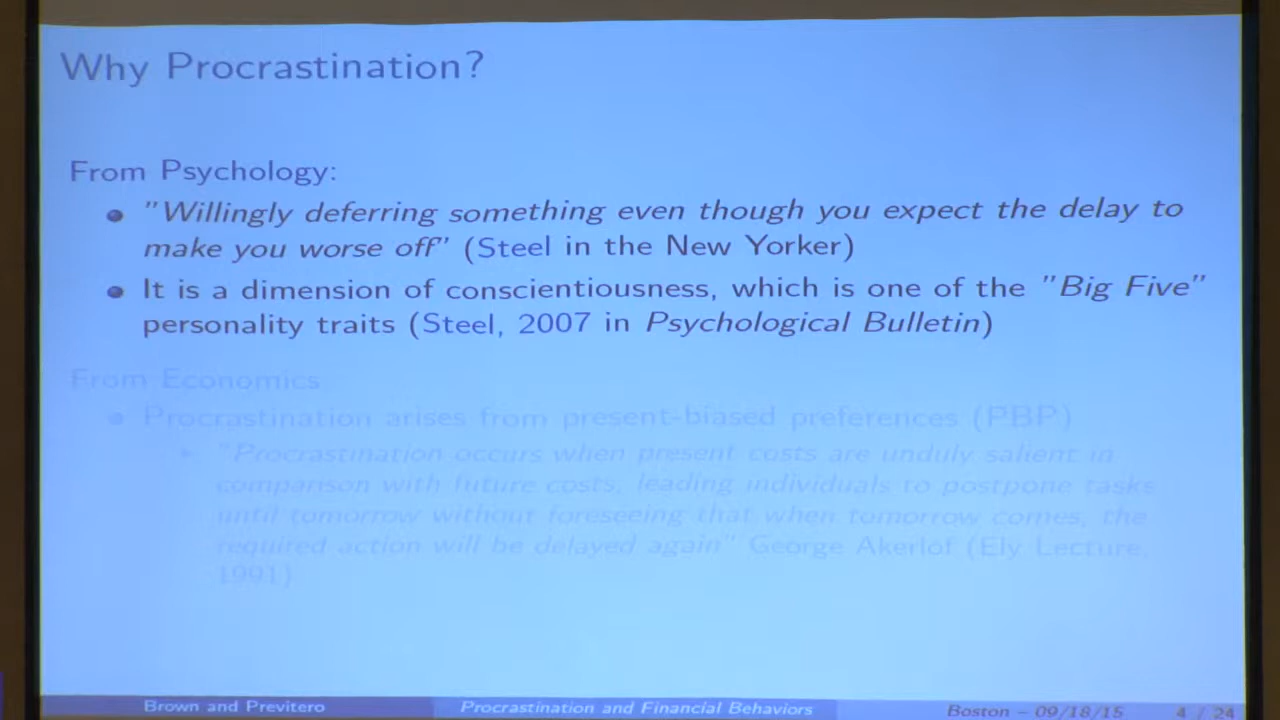 Why Procrastination?
From Psychology:
"Willingly deferring something even though you expect the delay to
make you worse off" (Steel in the New Yorker)
It is a dimension of conscientiousness, which is one of the "Big Five"
personality traits (Steel, 2007 in Psychological Bulletin)
From Economics
Procrastination arises from present-biased preferences (PBP)
"Procrastination occurs when present costs are unduly salient in
comparison with future costs, leading individuals to postpone tasks
until tomorrow without foreseeing that when tomorrow comes, the
required action will be delayed again" George Akerlof (Ely Lecture,
1991)
Brown and Previtero
Procrastination and Financial Behaviors
Boston – 09/18/15
4 / 24